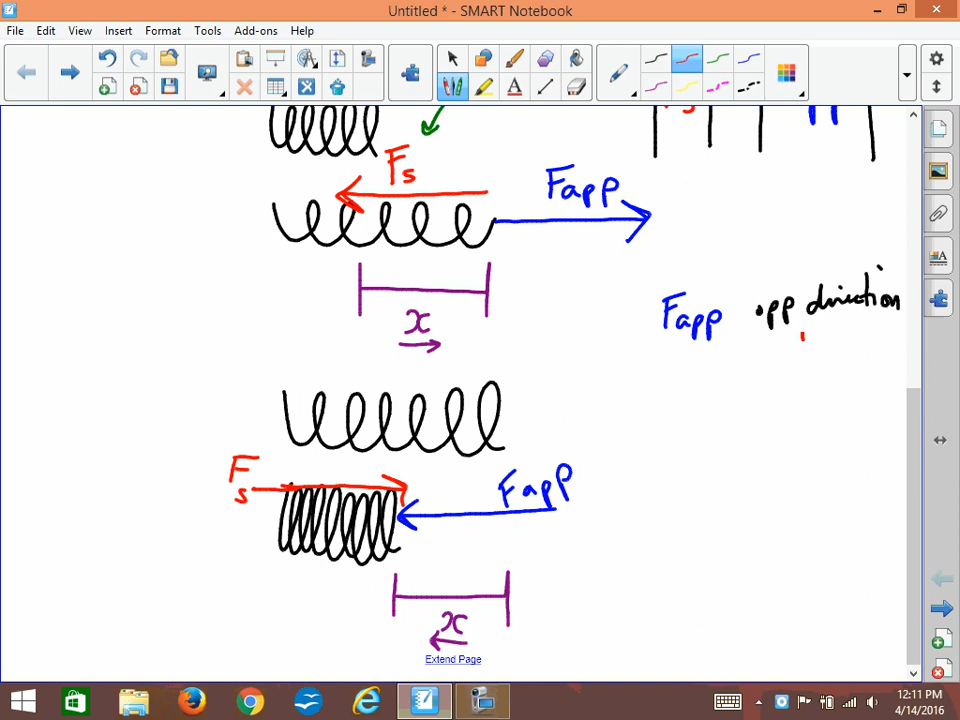 Untitled * - SMART Notebook
File Edit View Insert Format Tools Add-ons Help
Fs
Fapp
x
Fapp opp direction
Fs
Fapp
x
Extend Page
12:11 PM
4/14/2016